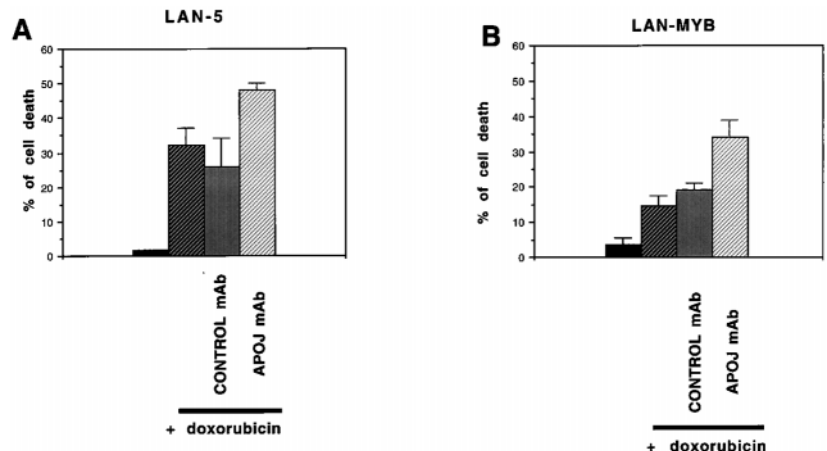 A
LAN-5
% of cell death
60
50
40
30
20
10
0
CONTROL mAb
APOJ mAb
+ doxorubicin
B
LAN-MYB
% of cell death
60
50
40
30
20
10
0
CONTROL mAb
APOJ mAb
+ doxorubicin